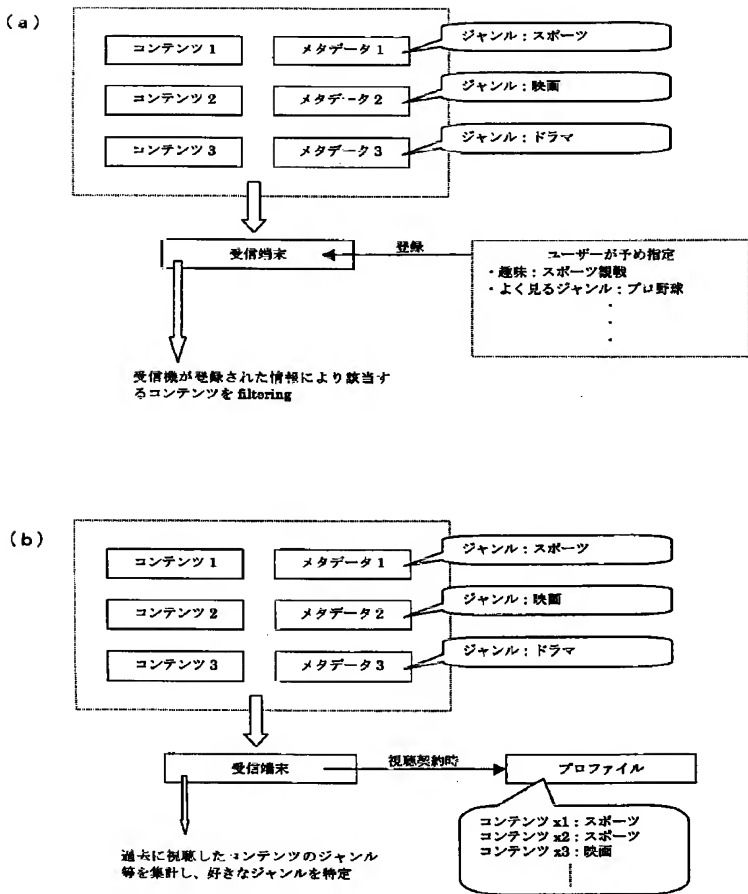 (a)
コンテンツ 1
メタデータ 1
ジャンル：スポーツ
コンテンツ 2
メタデータ 2
ジャンル：映画
コンテンツ 3
メタデータ 3
ジャンル：ドラマ
受信端末
登録
ユーザーが予め指定
・趣味：スポーツ観戦
・よく見るジャンル：プロ野球
・
・
・
受信機が登録された情報により該当す
るコンテンツを filtering
(b)
コンテンツ 1
メタデータ 1
ジャンル：スポーツ
コンテンツ 2
メタデータ 2
ジャンル：映画
コンテンツ 3
メタデータ 3
ジャンル：ドラマ
受信端末
視聴契約時
プロファイル
コンテンツ x1：スポーツ
コンテンツ x2：スポーツ
コンテンツ x3：映画
過去に視聴したコンテンツのジャンル
等を集計し、好きなジャンルを特定